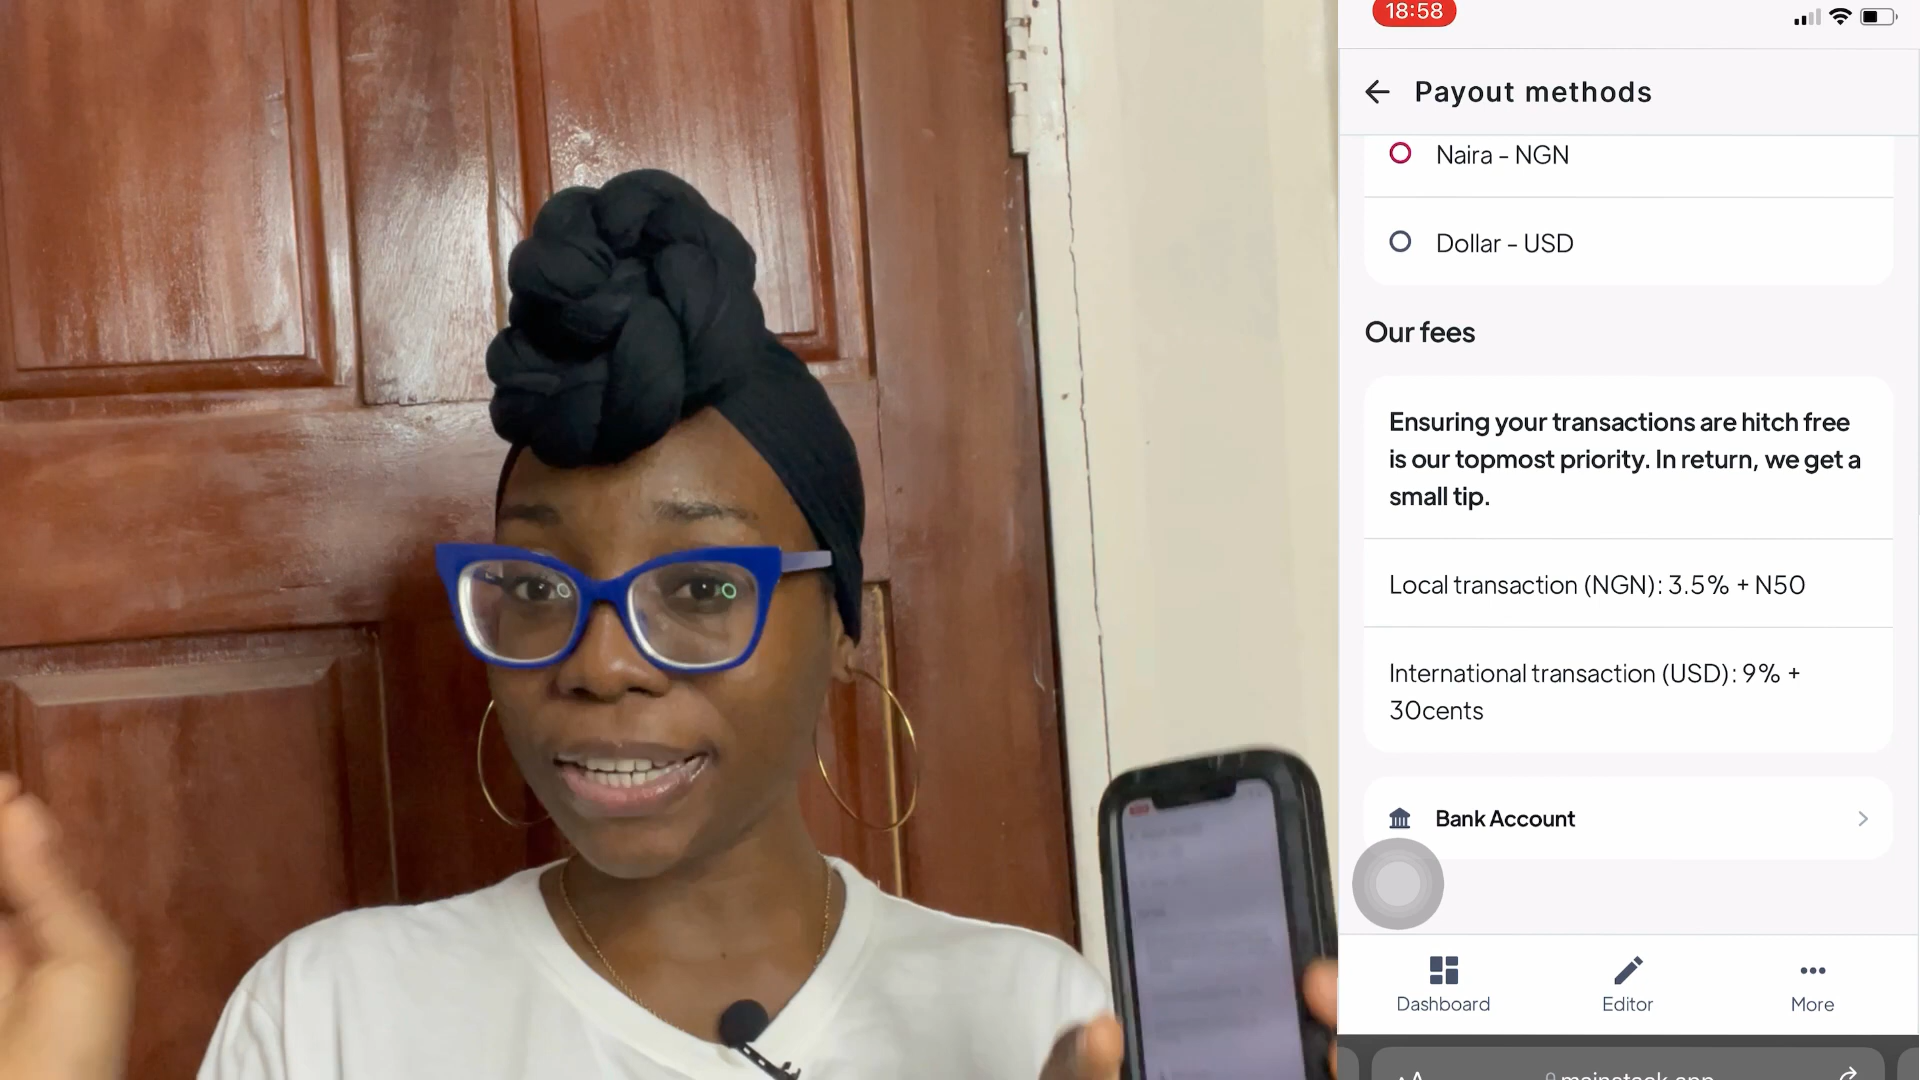 18:58
Payout methods
Naira - NGN
Dollar - USD
Our fees
Ensuring your transactions are hitch free
is our topmost priority. In return, we get a
small tip.
Local transaction (NGN): 3.5% + N50
International transaction (USD): 9% +
30cents
Bank Account
Dashboard
Editor
More
mainstack.app